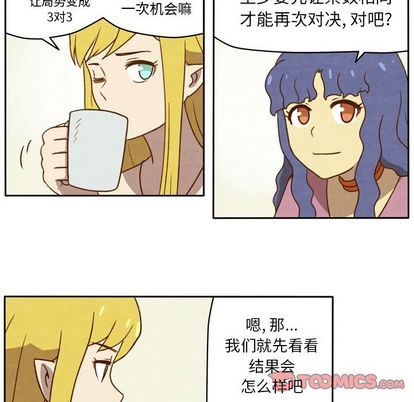 让局势变成
3对3
一次机会嘛
才能再次对决, 对吧?
嗯, 那...
我们就先看看
结果会
怎么样吧
TOOMICS.COM